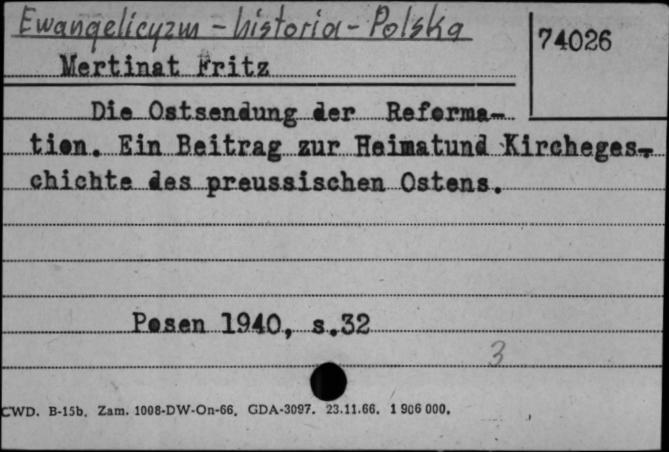 Ewangelicyzm - historia - Polska
74026
Mertinat Fritz
Die Ostsendung der Reforma-
tion. Ein Beitrag zur Heimatund Kircheges-
chichte des preussischen Ostens.
Posen 1940, s.32
3
CWD. B-15b. Zam. 1008-DW-On-66. GDA-3097. 23.11.66. 1 906 000.